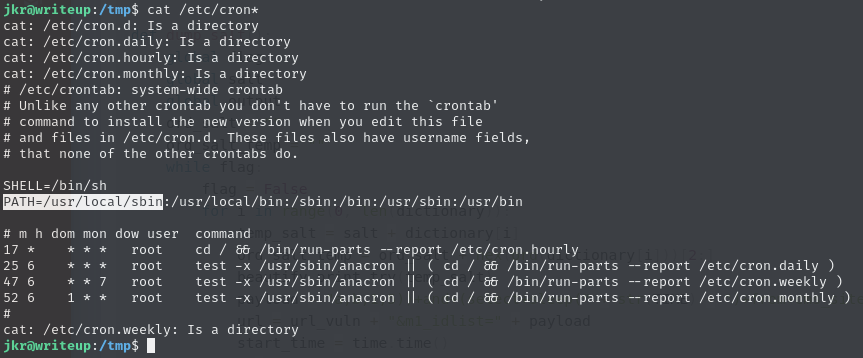 jkr@writeup:/tmp$ cat /etc/cron*
cat: /etc/cron.d: Is a directory
cat: /etc/cron.daily: Is a directory
cat: /etc/cron.hourly: Is a directory
cat: /etc/cron.monthly: Is a directory
# /etc/crontab: system-wide crontab
# Unlike any other crontab you don't have to run the `crontab'
# command to install the new version when you edit this file
# and files in /etc/cron.d. These files also have username fields,
# that none of the other crontabs do.
while flag
flag = False
SHELL=/bin/sh
PATH=/usr/local/sbin:/usr/local/bin:/sbin:/bin:/usr/sbin:/usr/bin
# m h dom mon dow user  command
17 *    * * *   root    cd / && /bin/run-parts --report /etc/cron.hourly
25 6    * * *   root    test -x /usr/sbin/anacron || ( cd / && /bin/run-parts --report /etc/cron.daily )
47 6    * * 7   root    test -x /usr/sbin/anacron || ( cd / && /bin/run-parts --report /etc/cron.weekly )
52 6    1 * *   root    test -x /usr/sbin/anacron || ( cd / && /bin/run-parts --report /etc/cron.monthly )
#
cat: /etc/cron.weekly: Is a directory
jkr@writeup:/tmp$
start_time = time.time()